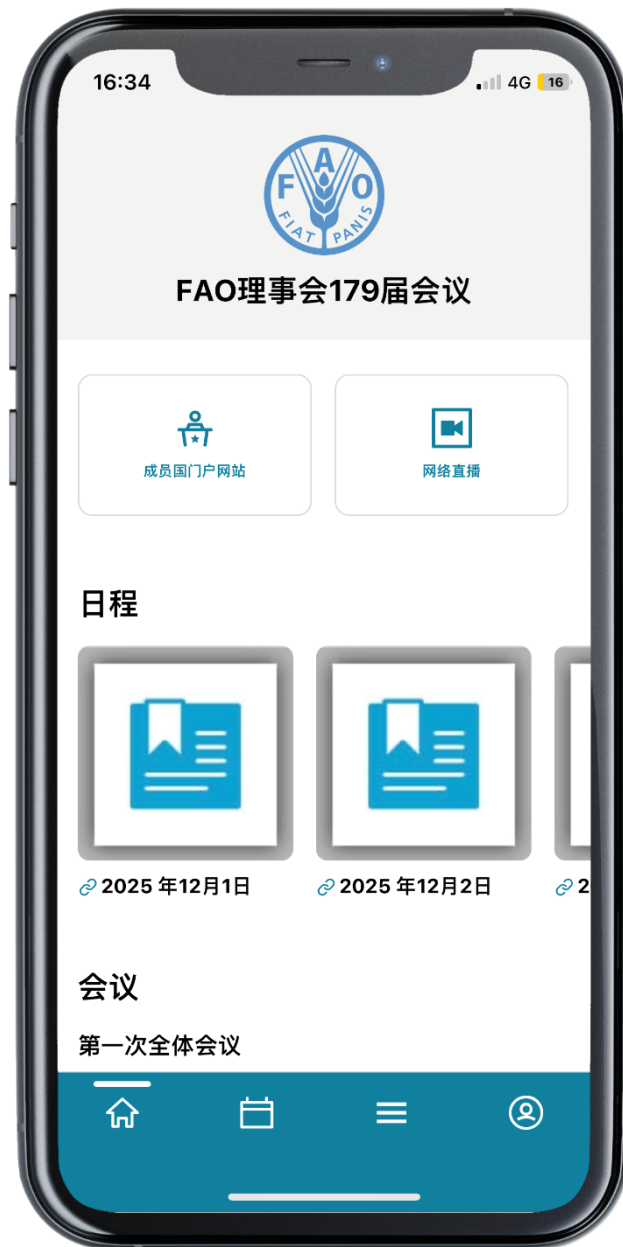 16:34
4G 16
FAO
FIAT PANIS
FAO理事会179届会议
成员国门户网站
网络直播
日程
2025 年12月1日
2025 年12月2日
2
会议
第一次全体会议